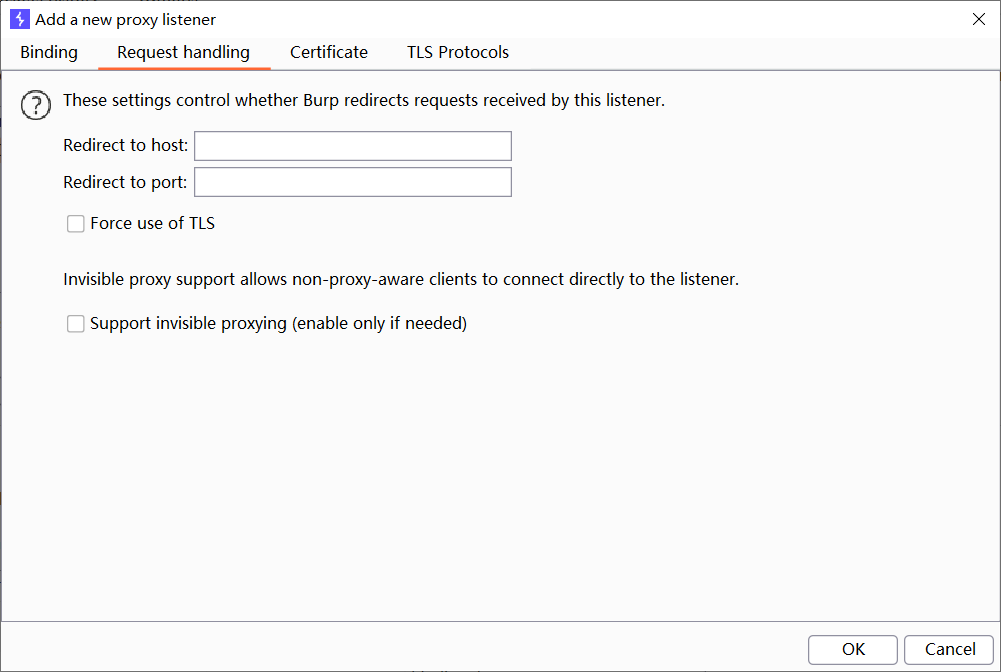 Add a new proxy listener
Binding Request handling Certificate TLS Protocols
These settings control whether Burp redirects requests received by this listener.
Redirect to host:
Redirect to port:
Force use of TLS
Invisible proxy support allows non-proxy-aware clients to connect directly to the listener.
Support invisible proxying (enable only if needed)
OK Cancel